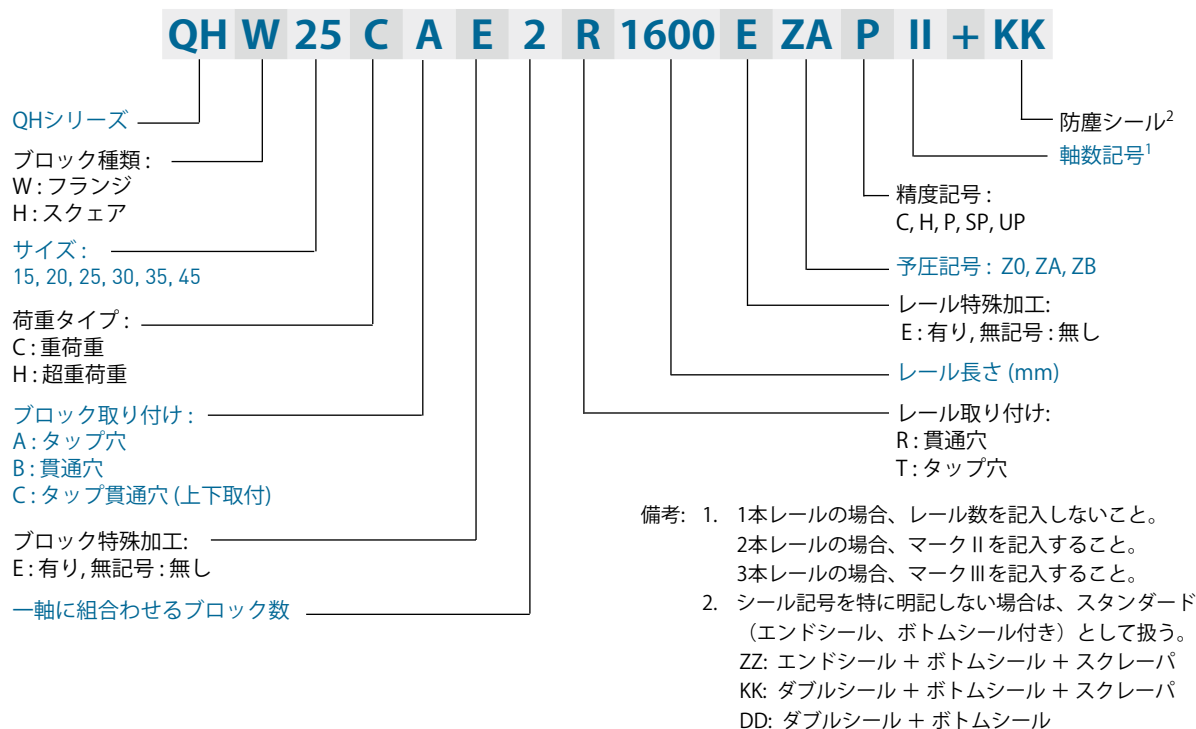 QH W 25 C A E 2 R 1600 E ZA P II + KK
QHシリーズ
ブロック種類 :
W : フランジ
H : スクェア
サイズ :
15, 20, 25, 30, 35, 45
荷重タイプ :
C : 重荷重
H : 超重荷重
ブロック取り付け :
A : タップ穴
B : 貫通穴
C : タップ貫通穴 (上下取付)
ブロック特殊加工:
E : 有り, 無記号 : 無し
一軸に組合わせるブロック数
防塵シール2
軸数記号1
精度記号 :
C, H, P, SP, UP
予圧記号 : Z0, ZA, ZB
レール特殊加工:
E : 有り, 無記号 : 無し
レール長さ (mm)
レール取り付け:
R : 貫通穴
T : タップ穴
備考: 1. 1本レールの場合、レール数を記入しないこと。
2本レールの場合、マークⅡを記入すること。
3本レールの場合、マークⅢを記入すること。
2. シール記号を特に明記しない場合は、スタンダード
（エンドシール、ボトムシール付き）として扱う。
ZZ: エンドシール ＋ ボトムシール ＋ スクレーパ
KK: ダブルシール ＋ ボトムシール ＋ スクレーパ
DD: ダブルシール ＋ ボトムシール